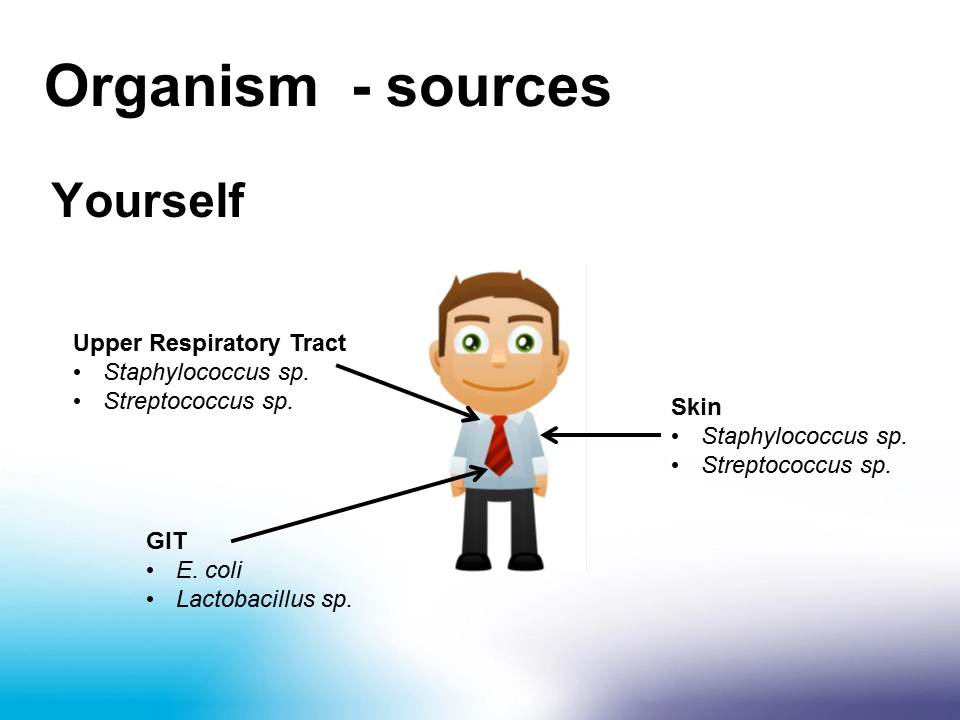 Organism - sources
Yourself
Upper Respiratory Tract
• Staphylococcus sp.
• Streptococcus sp.
Skin
• Staphylococcus sp.
• Streptococcus sp.
GIT
• E. coli
• Lactobacillus sp.